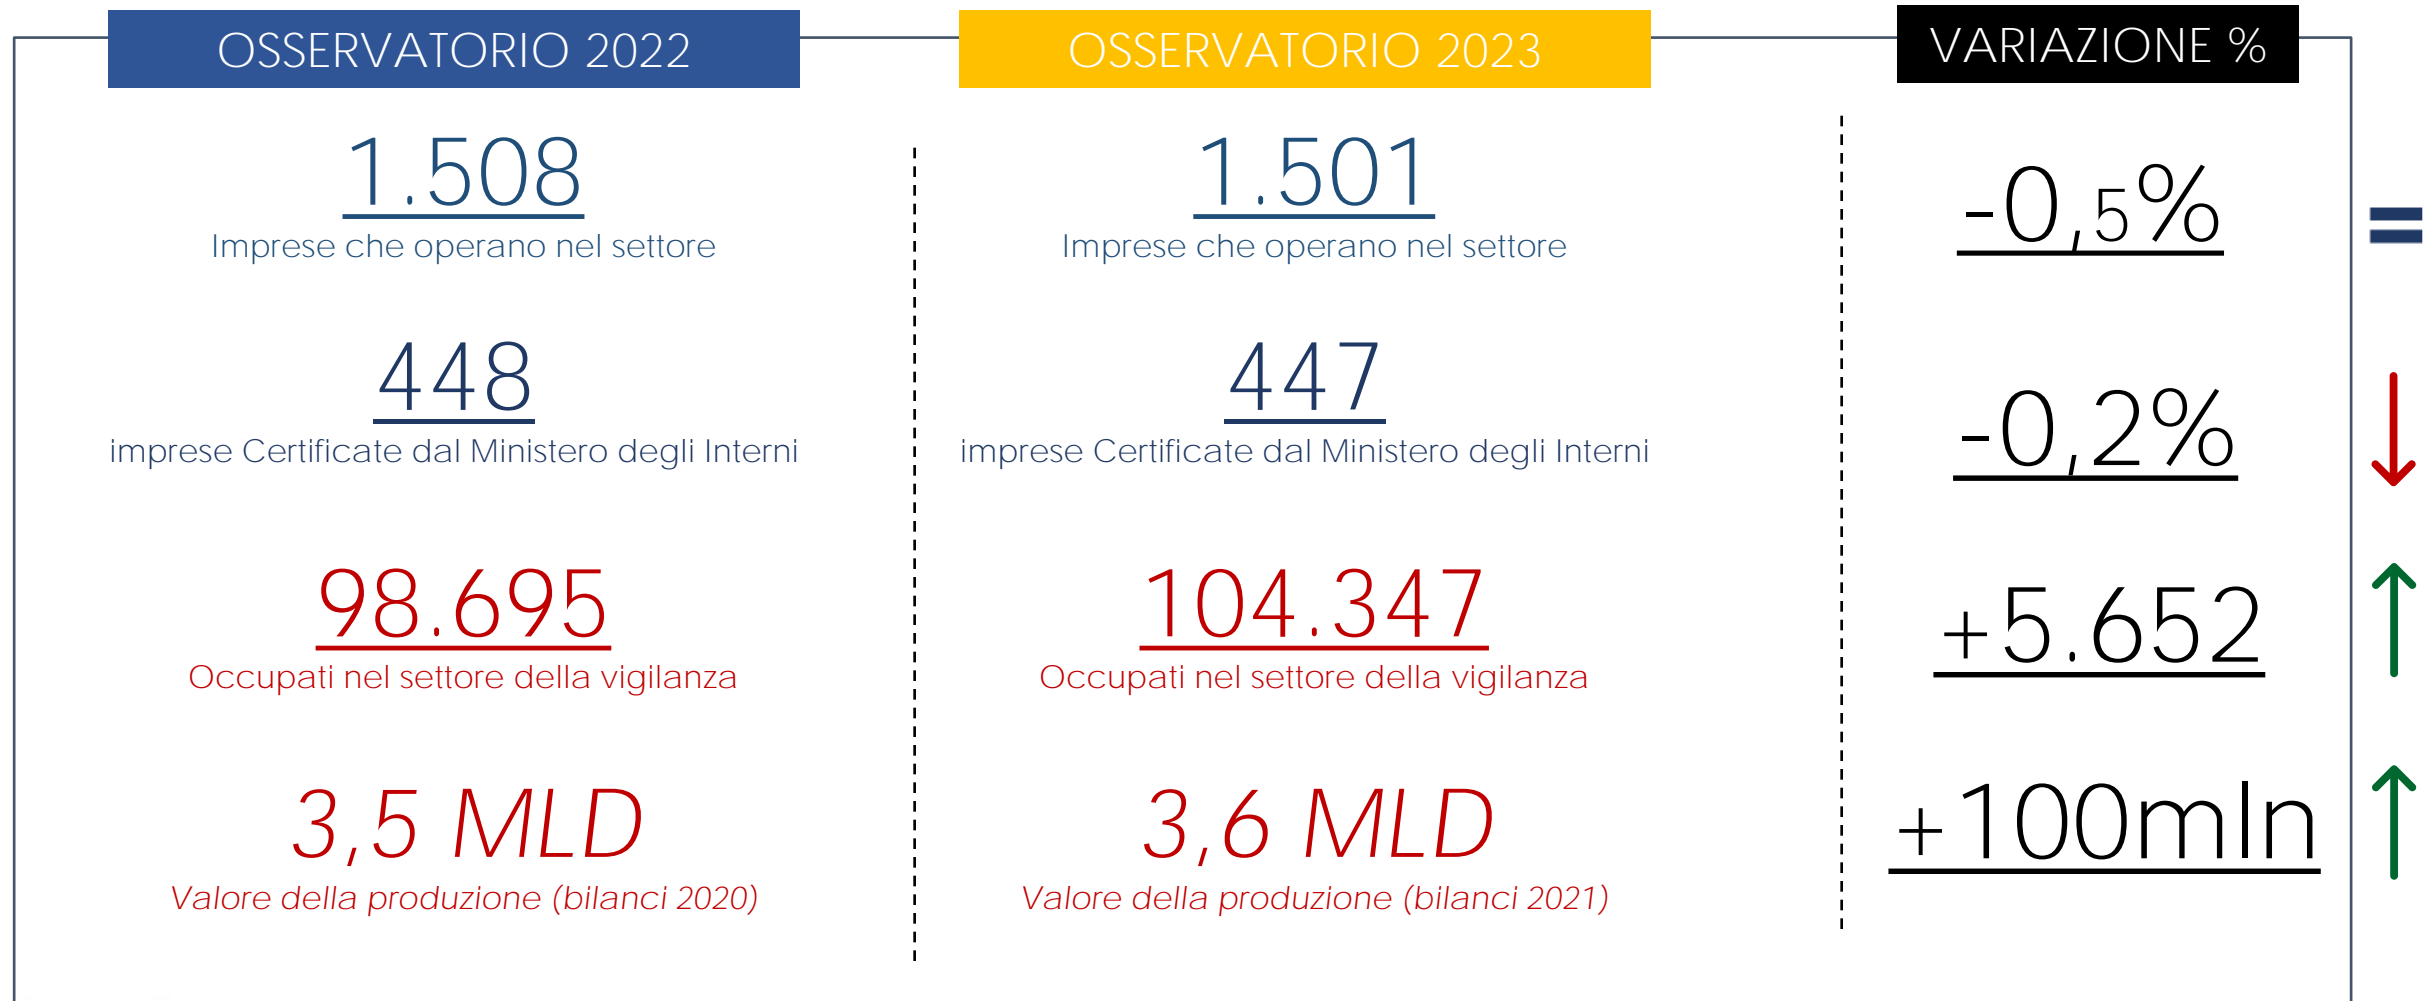 OSSERVATORIO 2022
OSSERVATORIO 2023
VARIAZIONE %
1.508
Imprese che operano nel settore
1.501
Imprese che operano nel settore
-0,5%
=
448
imprese Certificate dal Ministero degli Interni
447
imprese Certificate dal Ministero degli Interni
-0,2%
98.695
Occupati nel settore della vigilanza
104.347
Occupati nel settore della vigilanza
+5.652
3,5 MLD
Valore della produzione (bilanci 2020)
3,6 MLD
Valore della produzione (bilanci 2021)
+100mln